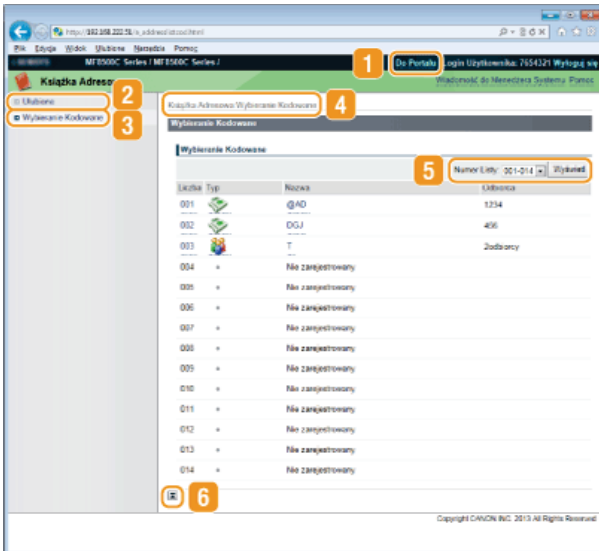 http://192.168.222.51/a_addresslistcod.html
Plik Edycja Widok Ulubione Narzędzia Pomoc
MF8500C Series / MF8500C Series /
1
Do Portalu
Login Użytkownika: 7654321 Wyloguj się
Książka Adresow
Wiadomość do Menedżera Systemu Pomoc
Ulubione
2
Wybieranie Kodowane
3
Książka Adresowa: Wybieranie Kodowane
4
Wybieranie Kodowane
Wybieranie Kodowane
5
Numer Listy: 001-014 Wyświetl
Liczba Typ Nazwa Odbiorca
001 @AD 1234
002 DGJ 456
003 T 2odbiorcy
004 Nie zarejestrowany.
005 Nie zarejestrowany.
006 Nie zarejestrowany.
007 Nie zarejestrowany.
008 Nie zarejestrowany.
009 Nie zarejestrowany.
010 Nie zarejestrowany.
011 Nie zarejestrowany.
012 Nie zarejestrowany.
013 Nie zarejestrowany.
014 Nie zarejestrowany.
6
Copyright CANON INC. 2013 All Rights Reserved